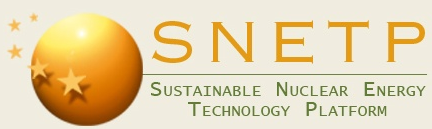 SNETP
SUSTAINABLE NUCLEAR ENERGY
TECHNOLOGY PLATFORM